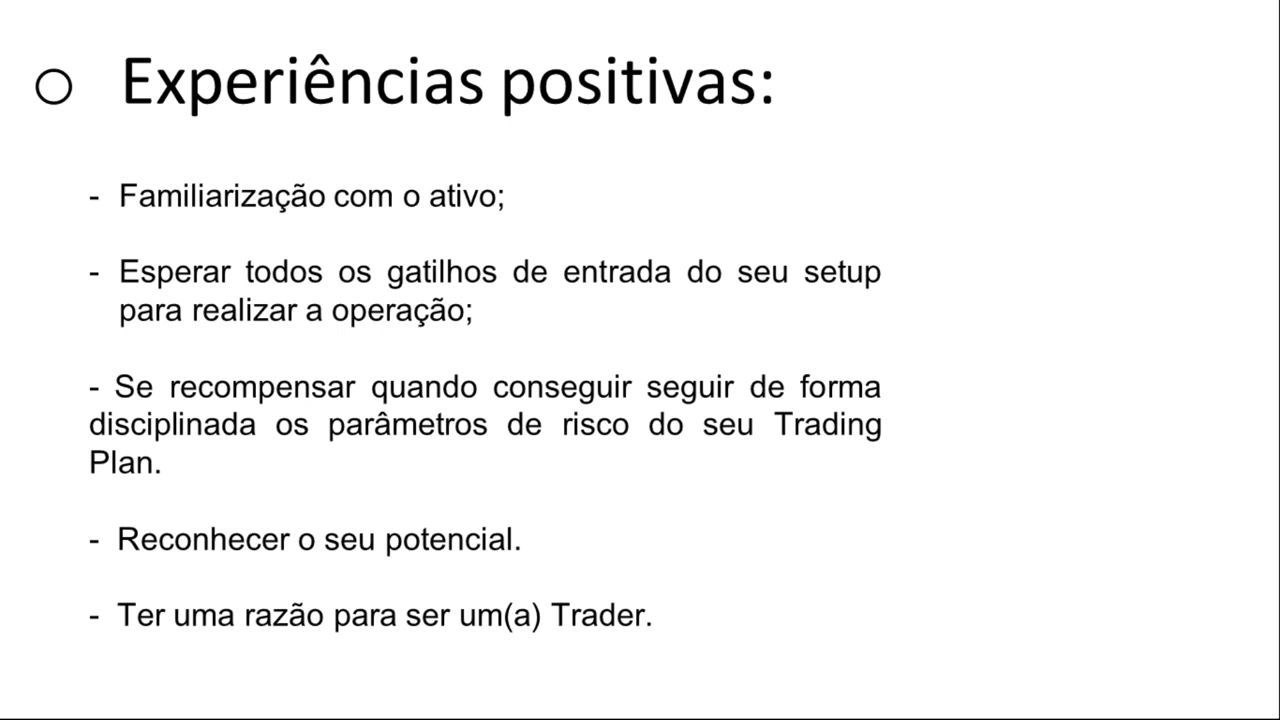 ○ Experiências positivas:
- Familiarização com o ativo;
- Esperar todos os gatilhos de entrada do seu setup
para realizar a operação;
- Se recompensar quando conseguir seguir de forma
disciplinada os parâmetros de risco do seu Trading
Plan.
- Reconhecer o seu potencial.
- Ter uma razão para ser um(a) Trader.